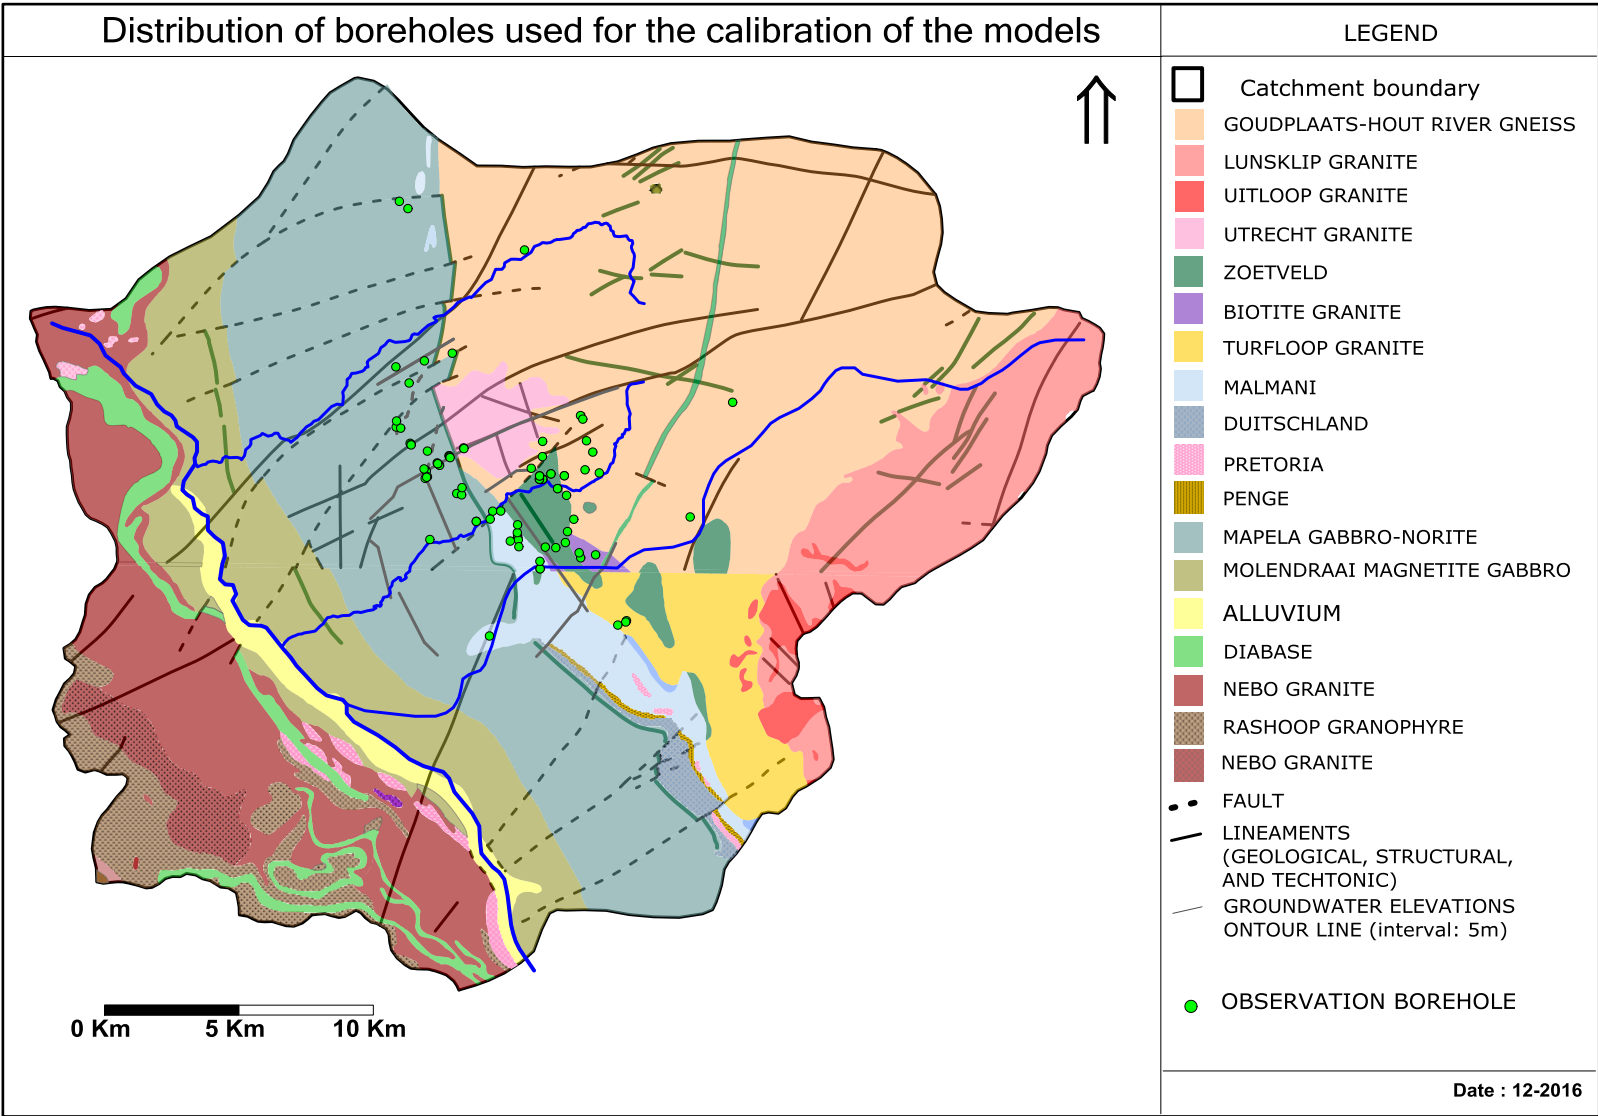 Distribution of boreholes used for the calibration of the models
LEGEND
Catchment boundary
GOUDPLAATS-HOUT RIVER GNEISS
LUNSKLIP GRANITE
UITLOOP GRANITE
UTRECHT GRANITE
ZOETVELD
BIOTITE GRANITE
TURFLOOP GRANITE
MALMANI
DUITSCHLAND
PRETORIA
PENGE
MAPELA GABBRO-NORITE
MOLENDRAAI MAGNETITE GABBRO
ALLUVIUM
DIABASE
NEBO GRANITE
RASHOOP GRANOPHYRE
NEBO GRANITE
FAULT
LINEAMENTS
(GEOLOGICAL, STRUCTURAL,
AND TECHTONIC)
GROUNDWATER ELEVATIONS
ONTOUR LINE (interval: 5m)
OBSERVATION BOREHOLE
0 Km 5 Km 10 Km
Date : 12-2016